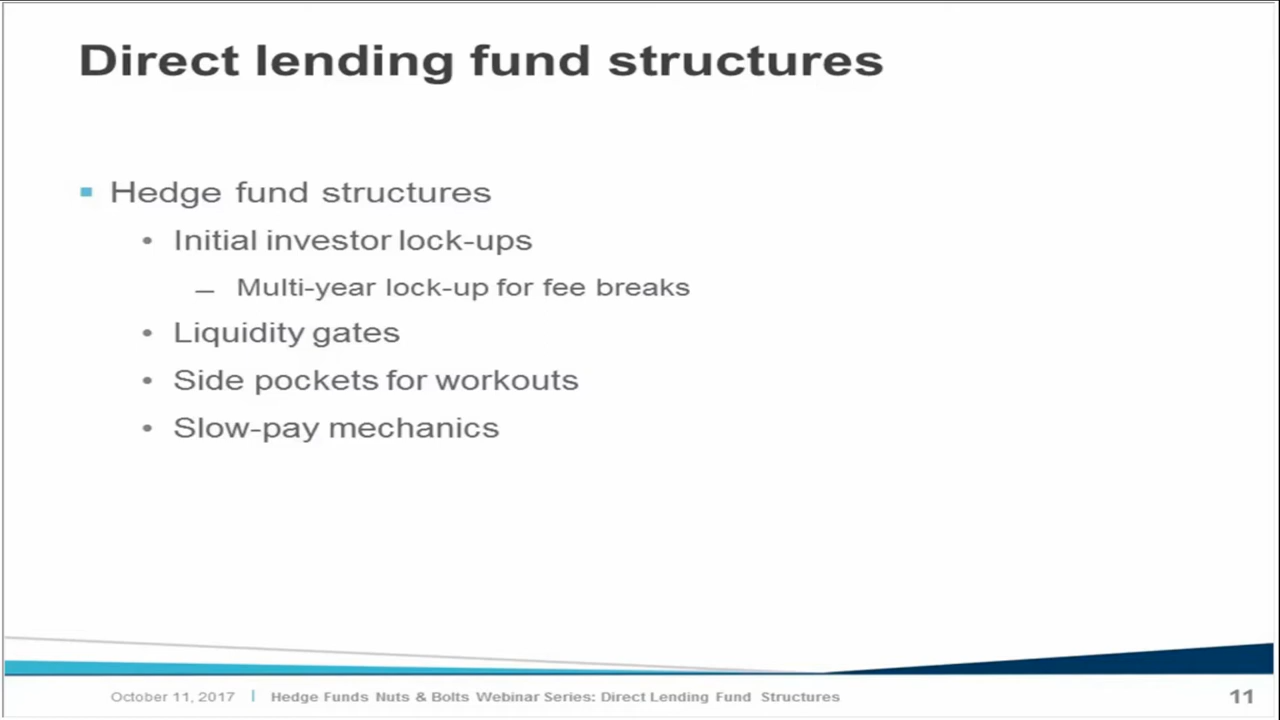 Direct lending fund structures
▪ Hedge fund structures
• Initial investor lock-ups
– Multi-year lock-up for fee breaks
• Liquidity gates
• Side pockets for workouts
• Slow-pay mechanics
October 11, 2017 | Hedge Funds Nuts & Bolts Webinar Series: Direct Lending Fund Structures 11